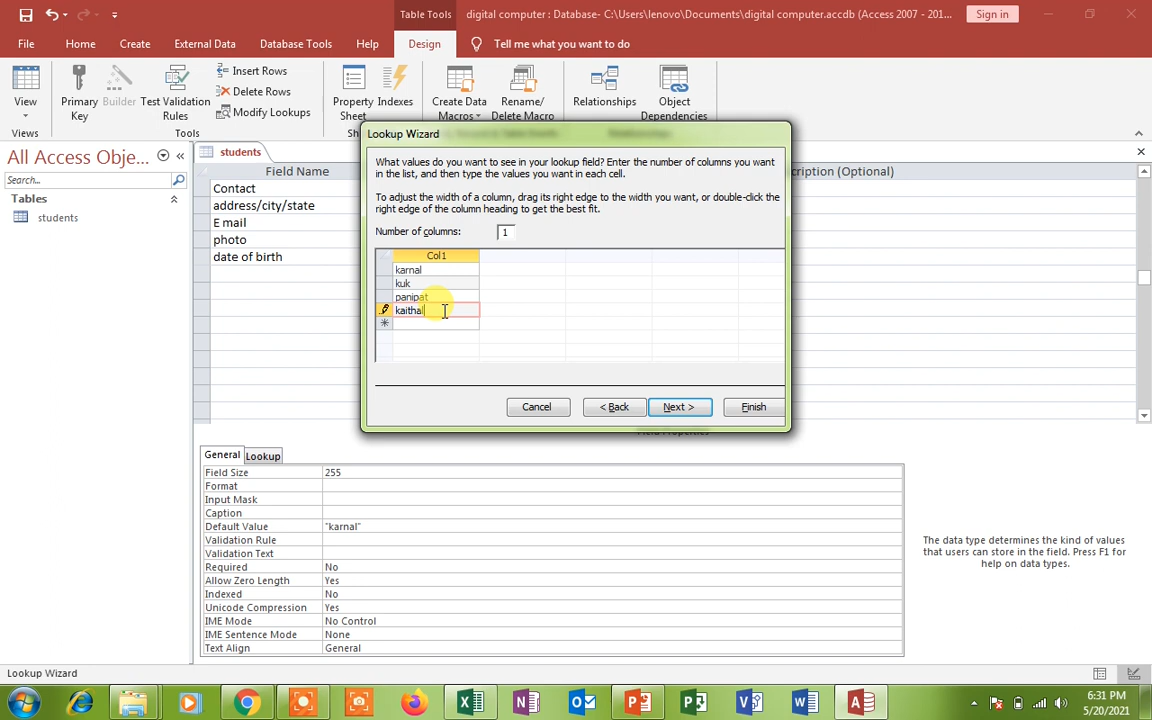 Table Tools
digital computer : Database- C:\Users\lenovo\Documents\digital computer.accdb (Access 2007 - 201...
Sign in
File Home Create External Data Database Tools Help Design Tell me what you want to do
View
Primary Key
Builder
Test Validation Rules
Insert Rows
Delete Rows
Modify Lookups
Property Sheet
Indexes
Create Data Macros
Rename/ Delete Macro
Relationships
Object Dependencies
Views
Tools
All Access Obje...
Search...
Tables
students
students
Field Name
cription (Optional)
Contact
address/city/state
E mail
photo
date of birth
Lookup Wizard
What values do you want to see in your lookup field? Enter the number of columns you want
in the list, and then type the values you want in each cell.
To adjust the width of a column, drag its right edge to the width you want, or double-click the
right edge of the column heading to get the best fit.
Number of columns: 1
Col1
karnal
kuk
panipat
kaithal
Cancel < Back Next > Finish
General Lookup
Field Size 255
Format
Input Mask
Caption
Default Value "karnal"
Validation Rule
Validation Text
Required No
Allow Zero Length Yes
Indexed No
Unicode Compression Yes
IME Mode No Control
IME Sentence Mode None
Text Align General
The data type determines the kind of values
that users can store in the field. Press F1 for
help on data types.
Lookup Wizard
6:31 PM
5/20/2021